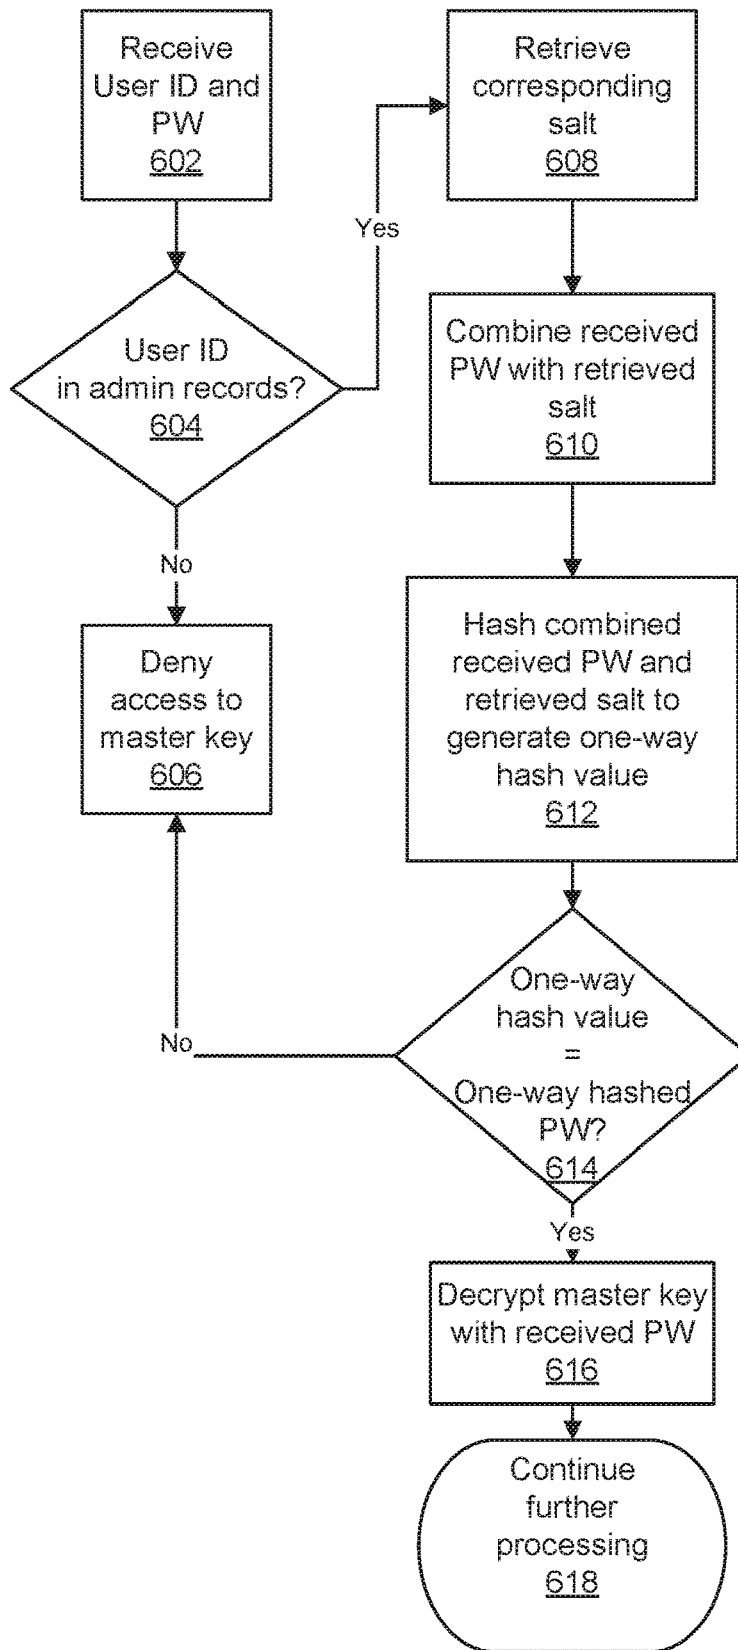 Receive
User ID and
PW
602
User ID
in admin records?
604
No
Deny
access to
master key
606
Yes
Retrieve
corresponding
salt
608
Combine received
PW with retrieved
salt
610
Hash combined
received PW and
retrieved salt to
generate one-way
hash value
612
One-way
hash value
=
One-way hashed
PW?
614
No
Yes
Decrypt master key
with received PW
616
Continue
further
processing
618